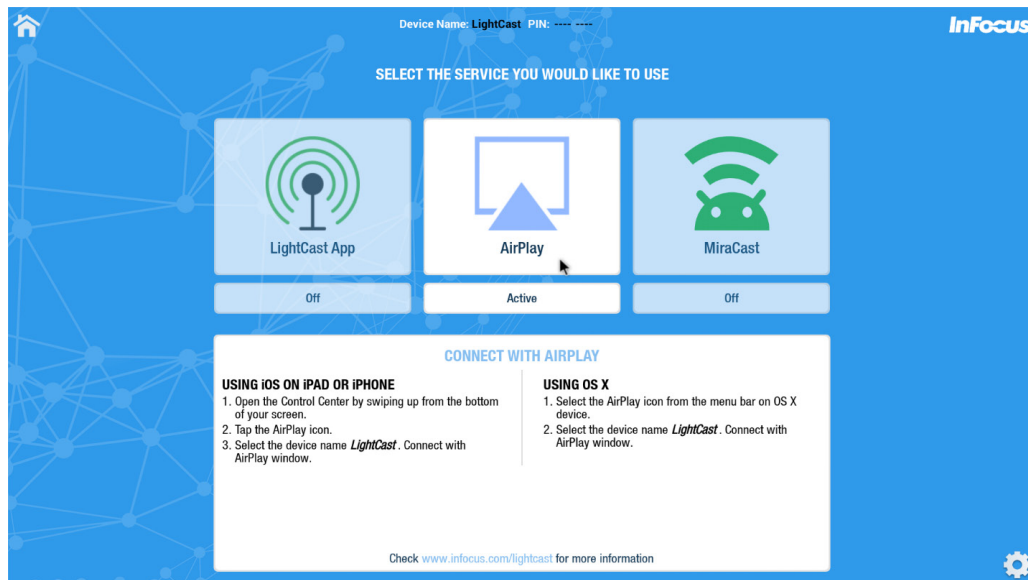 Device Name: LightCast PIN: ---- ----
InFocus
SELECT THE SERVICE YOU WOULD LIKE TO USE
LightCast App
AirPlay
MiraCast
Off
Active
Off
CONNECT WITH AIRPLAY
USING iOS ON iPAD OR iPHONE
1. Open the Control Center by swiping up from the bottom
of your screen.
2. Tap the AirPlay icon.
3. Select the device name LightCast . Connect with
AirPlay window.
USING OS X
1. Select the AirPlay icon from the menu bar on OS X
device.
2. Select the device name LightCast . Connect with
AirPlay window.
Check www.infocus.com/lightcast for more information